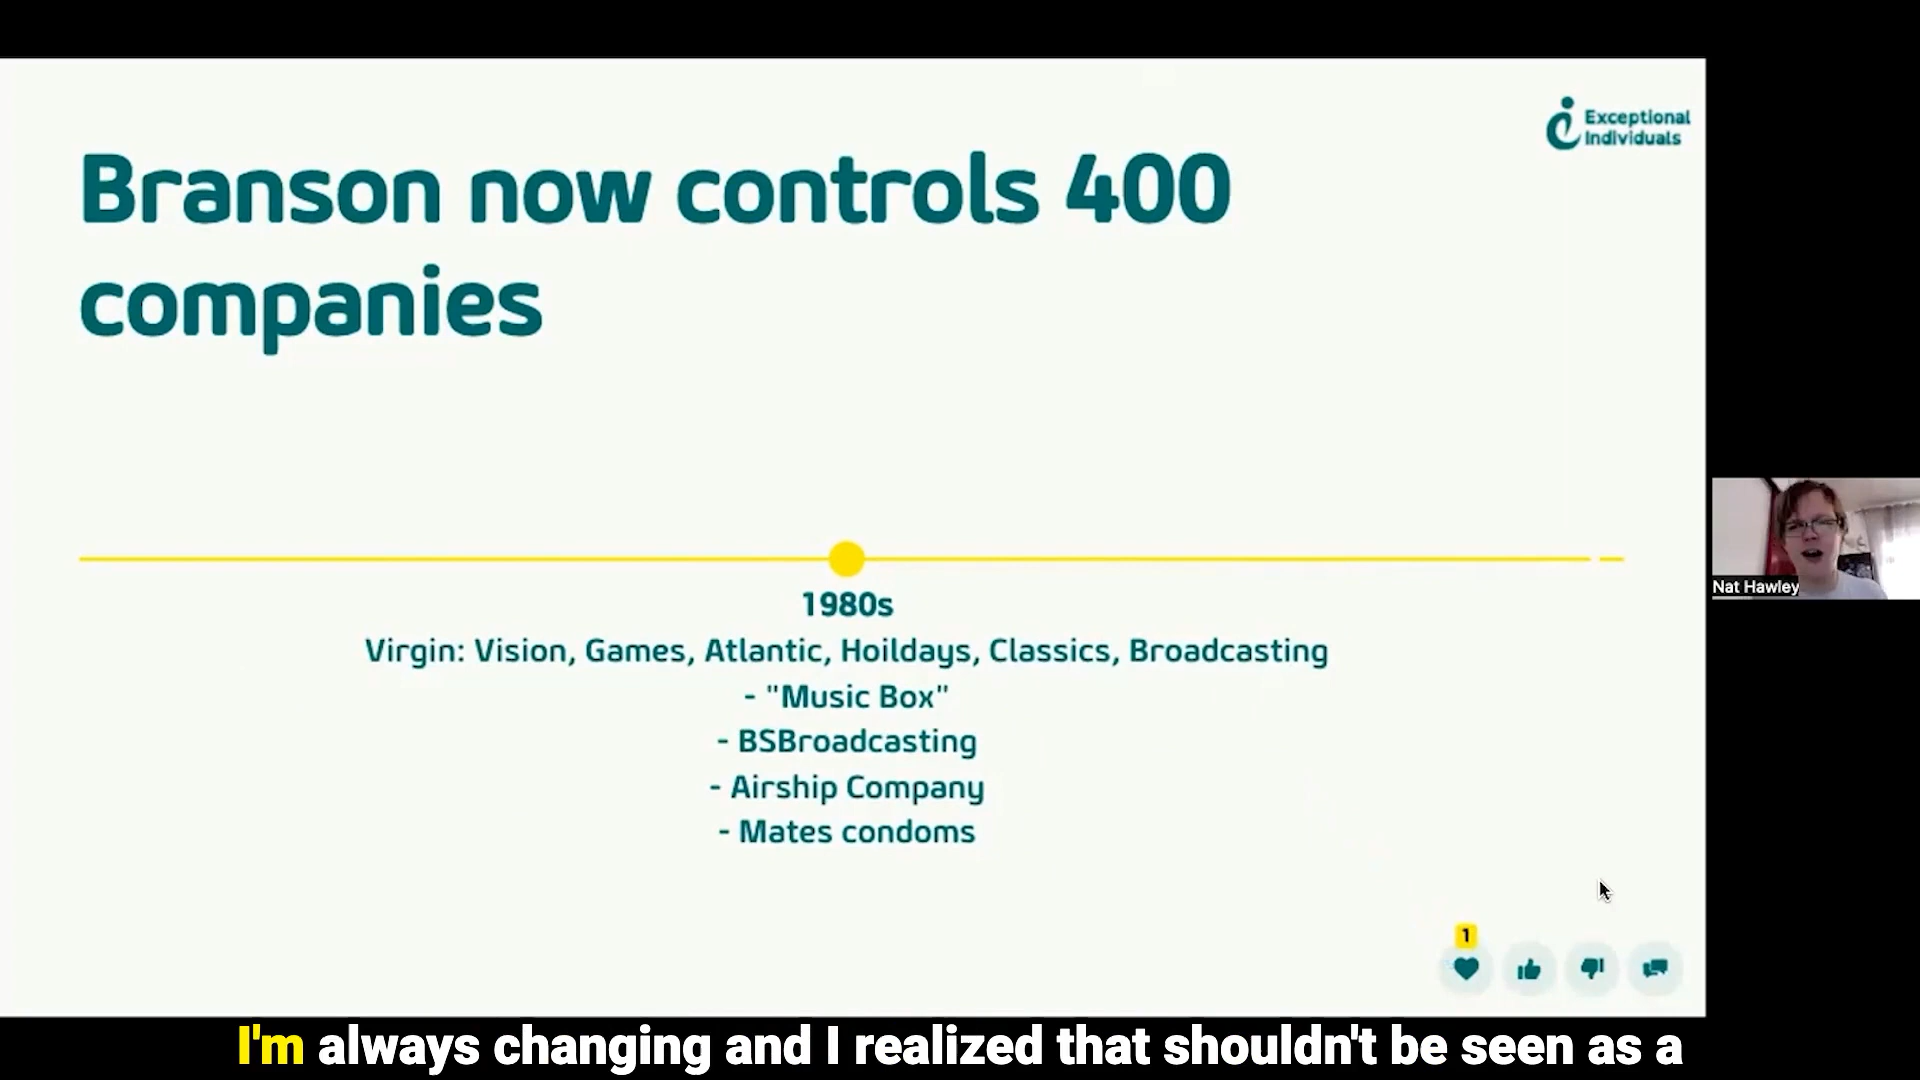 Exceptional
Individuals
Branson now controls 400
companies
1980s
Virgin: Vision, Games, Atlantic, Hoildays, Classics, Broadcasting
- "Music Box"
- BSBroadcasting
- Airship Company
- Mates condoms
Nat Hawley
1
I'm always changing and I realized that shouldn't be seen as a